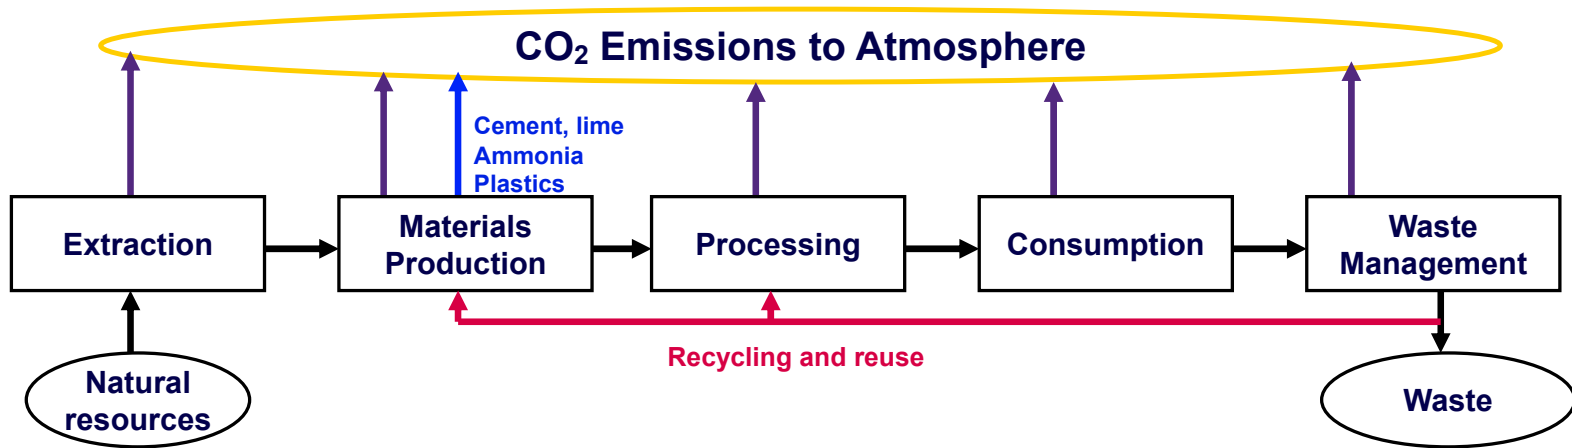 CO₂ Emissions to Atmosphere
Cement, lime
Ammonia
Plastics
Extraction
Materials
Production
Processing
Consumption
Waste
Management
Recycling and reuse
Natural
resources
Waste